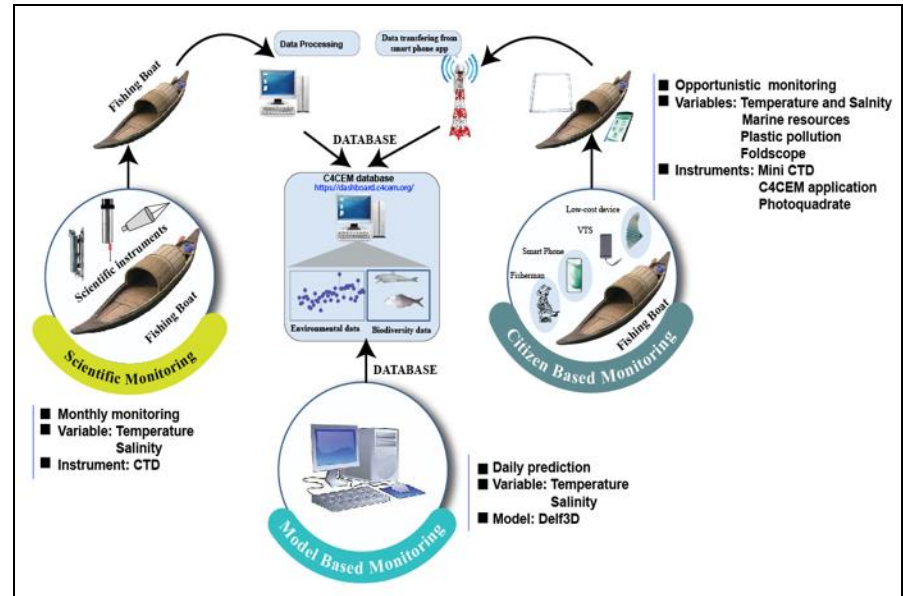 Data Processing
Data transfering from
smart phone app
Fishing Boat
DATABASE
C4CEM database
https://dashboard.c4cem.org/
Environmental data
Biodiversity data
DATABASE
Scientific instruments
Fishing Boat
Scientific Monitoring
■ Monthly monitoring
■ Variable: Temperature
Salinity
■ Instrument: CTD
■ Opportunistic monitoring
■ Variables: Temperature and Salnity
Marine resources
Plastic pollution
Foldscope
■ Instruments: Mini CTD
C4CEM application
Photoquadrate
Low-cost device
VTS
Smart Phone
Fisherman
Fishing Boat
Citizen Based Monitoring
Model Based Monitoring
■ Daily prediction
■ Variable: Temperature
Salinity
■ Model: Delf3D